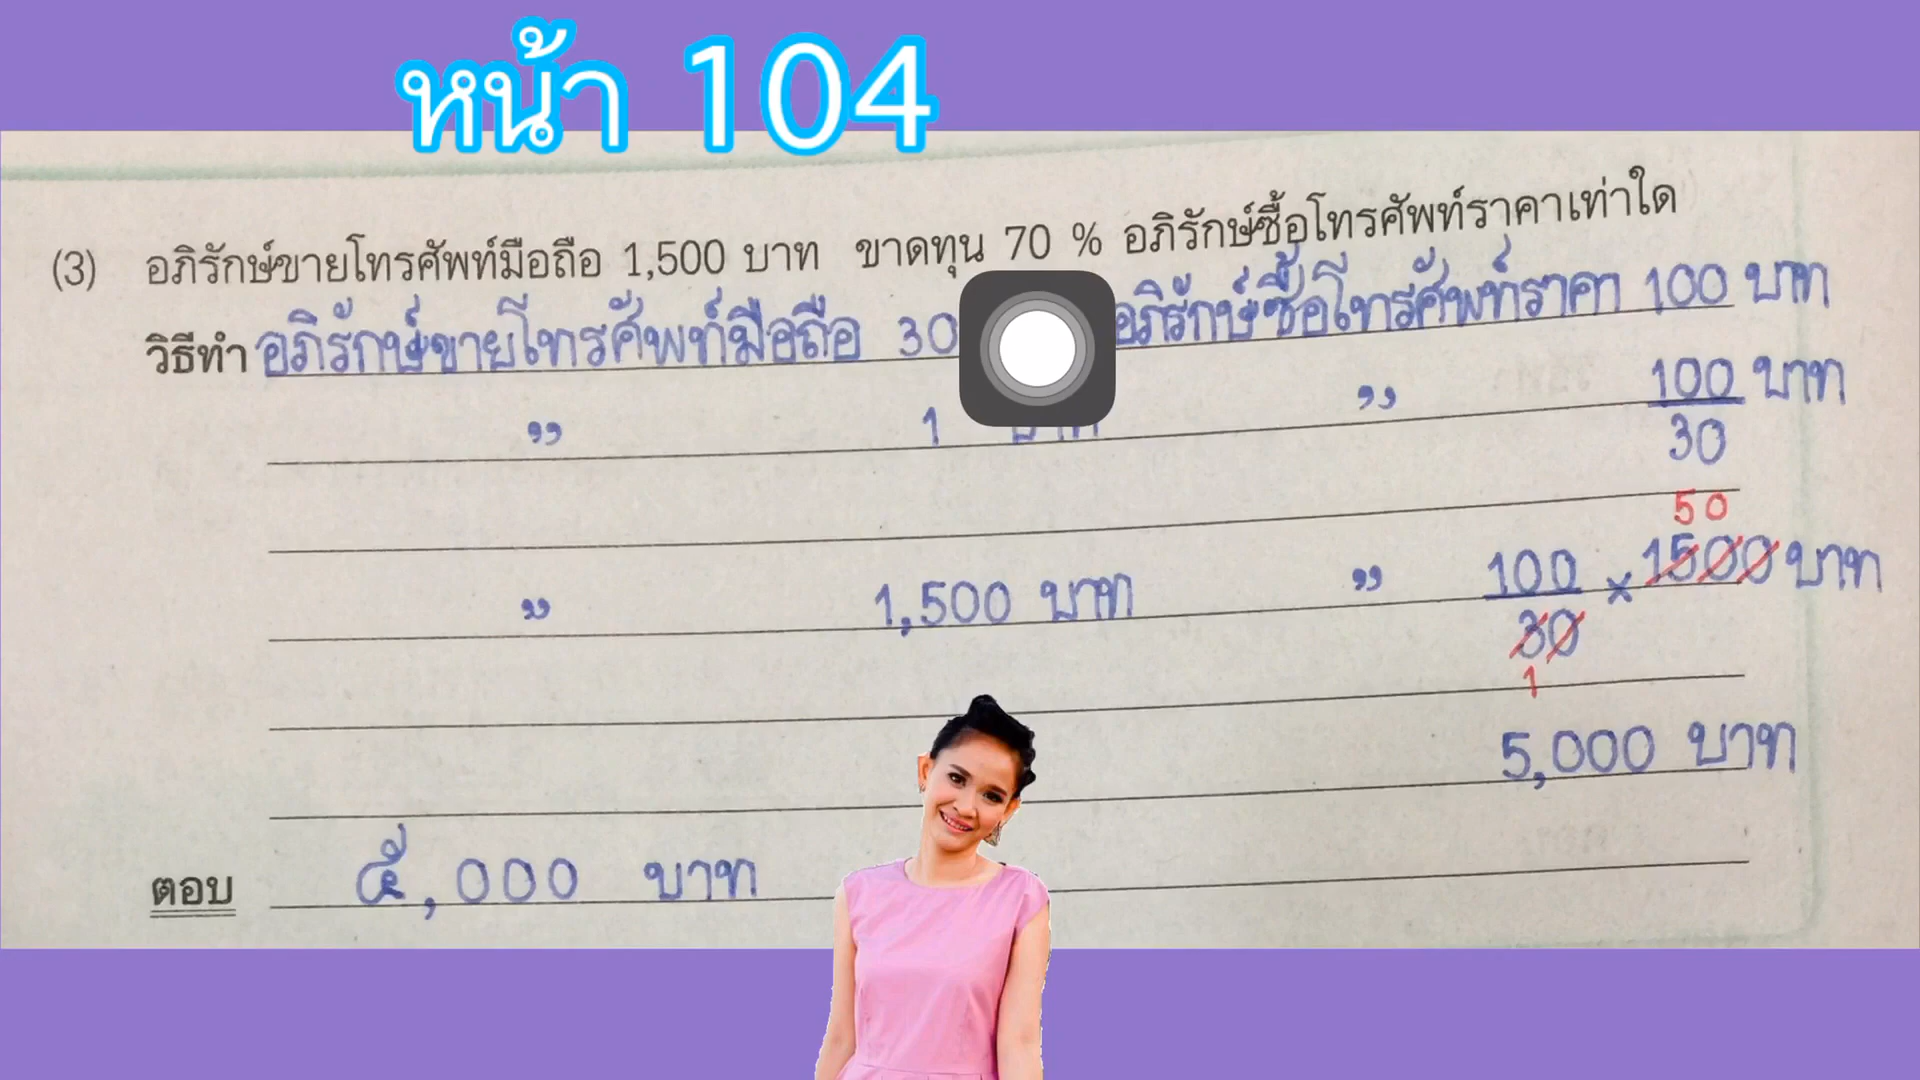 หน้า 104
(3) อภิรักษ์ขายโทรศัพท์มือถือ 1,500 บาท ขาดทุน 70 % อภิรักษ์ซื้อโทรศัพท์ราคาเท่าใด
วิธีทำ อภิรักษ์ขายโทรศัพท์มือถือ 30 อภิรักษ์ซื้อโทรศัพท์ราคา 100 บาท
" 1 บาท " 100 บาท
30
50
" 1,500 บาท " 100 × 1500 บาท
30
1
5,000 บาท
ตอบ ๕,000 บาท